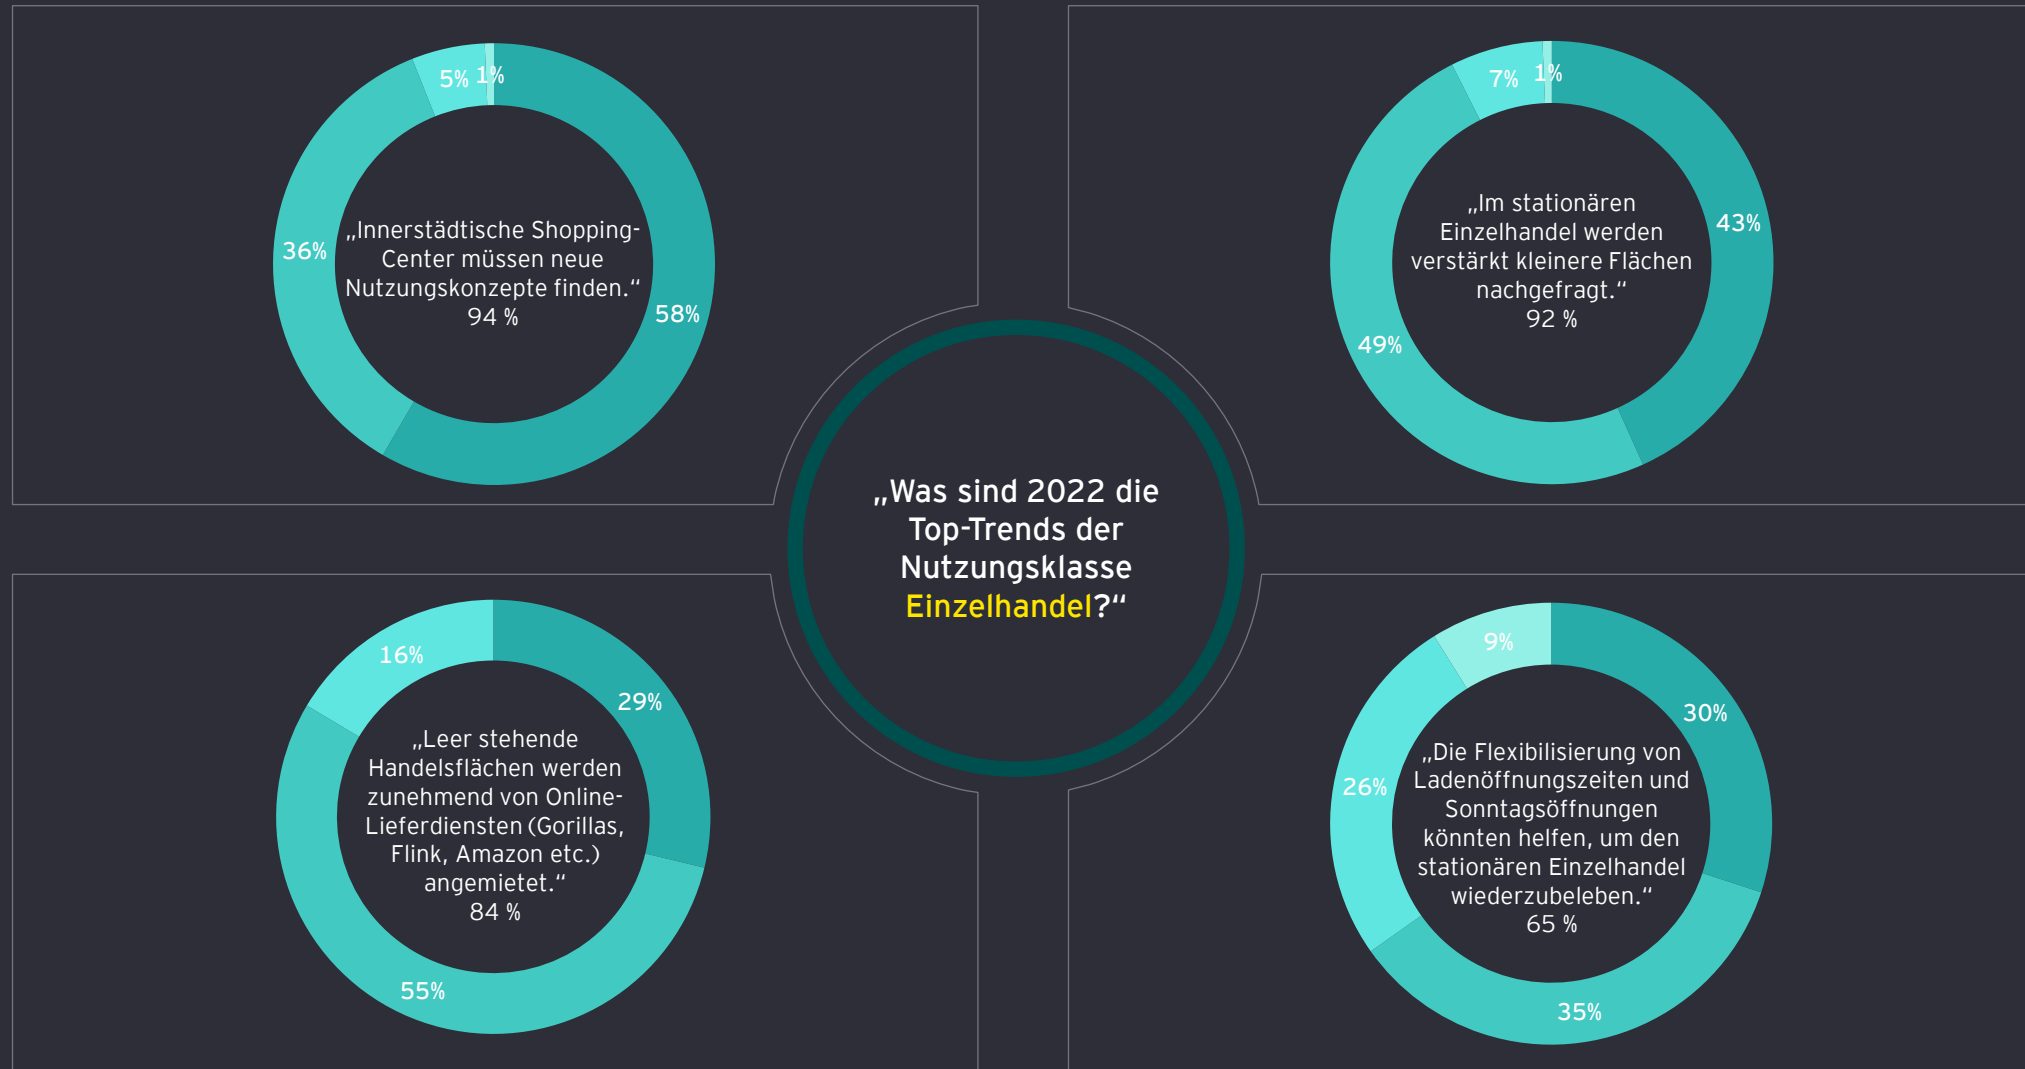 5% 1%
36%
„Innerstädtische Shopping-
Center müssen neue
Nutzungskonzepte finden.“
94 %
58%
7% 1%
43%
„Im stationären
Einzelhandel werden
verstärkt kleinere Flächen
nachgefragt.“
92 %
49%
„Was sind 2022 die
Top-Trends der
Nutzungsklasse
Einzelhandel?“
16%
29%
„Leer stehende
Handelsflächen werden
zunehmend von Online-
Lieferdiensten (Gorillas,
Flink, Amazon etc.)
angemietet.“
84 %
55%
9%
30%
26%
„Die Flexibilisierung von
Ladenöffnungszeiten und
Sonntagsöffnungen
könnten helfen, um den
stationären Einzelhandel
wiederzubeleben.“
65 %
35%